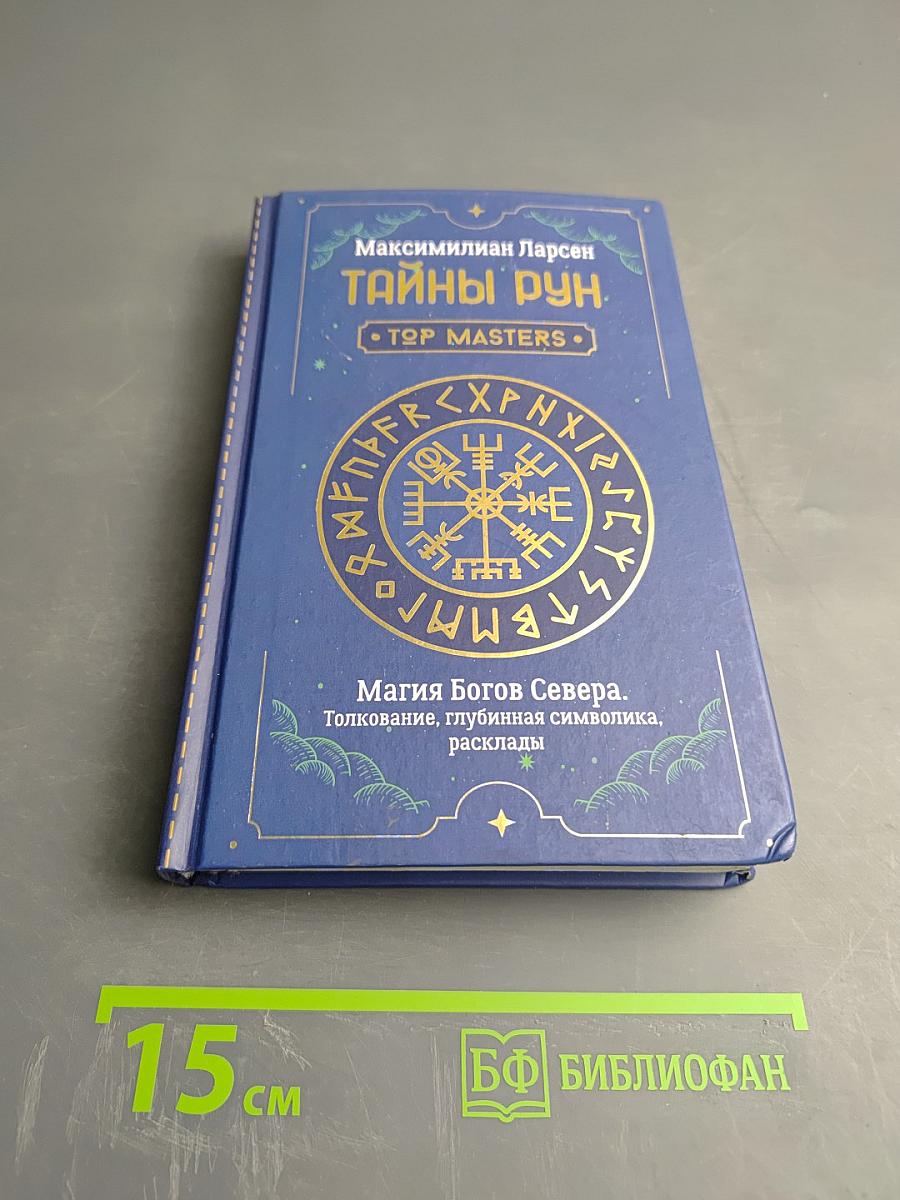 Максимилиан Ларсен
ТАЙНЫ РУН
• TOP MASTERS •
Магия Богов Севера.
Толкование, глубинная символика,
расклады
15 см
БФ БИБЛИОФАН